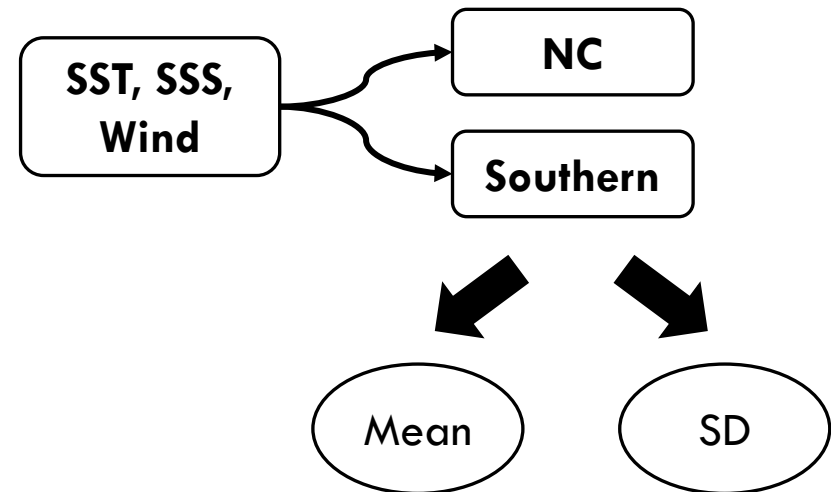 SST, SSS,
Wind
NC
Southern
Mean
SD